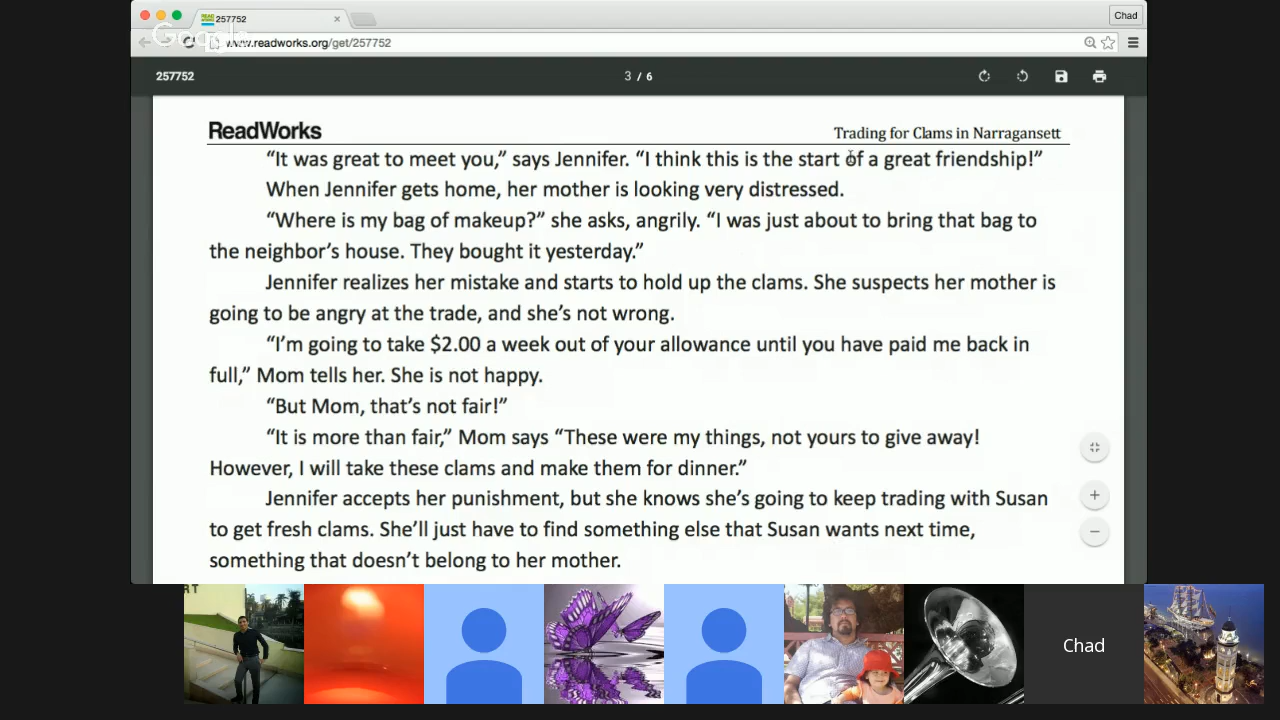 257752
Chad
Google
www.readworks.org/get/257752
257752
3 / 6
ReadWorks
Trading for Clams in Narragansett
“It was great to meet you,” says Jennifer. “I think this is the start of a great friendship!”
When Jennifer gets home, her mother is looking very distressed.
“Where is my bag of makeup?” she asks, angrily. “I was just about to bring that bag to
the neighbor’s house. They bought it yesterday.”
Jennifer realizes her mistake and starts to hold up the clams. She suspects her mother is
going to be angry at the trade, and she’s not wrong.
“I’m going to take $2.00 a week out of your allowance until you have paid me back in
full,” Mom tells her. She is not happy.
“But Mom, that’s not fair!”
“It is more than fair,” Mom says “These were my things, not yours to give away!
However, I will take these clams and make them for dinner.”
Jennifer accepts her punishment, but she knows she’s going to keep trading with Susan
to get fresh clams. She’ll just have to find something else that Susan wants next time,
something that doesn’t belong to her mother.
RT
Chad